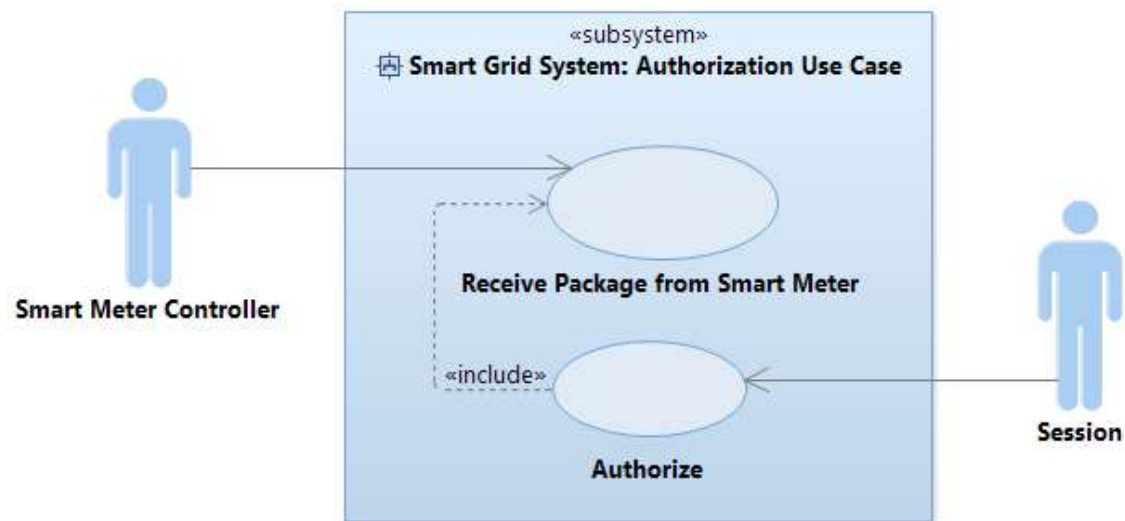 «subsystem»
Smart Grid System: Authorization Use Case
Smart Meter Controller
Receive Package from Smart Meter
«include»
Authorize
Session